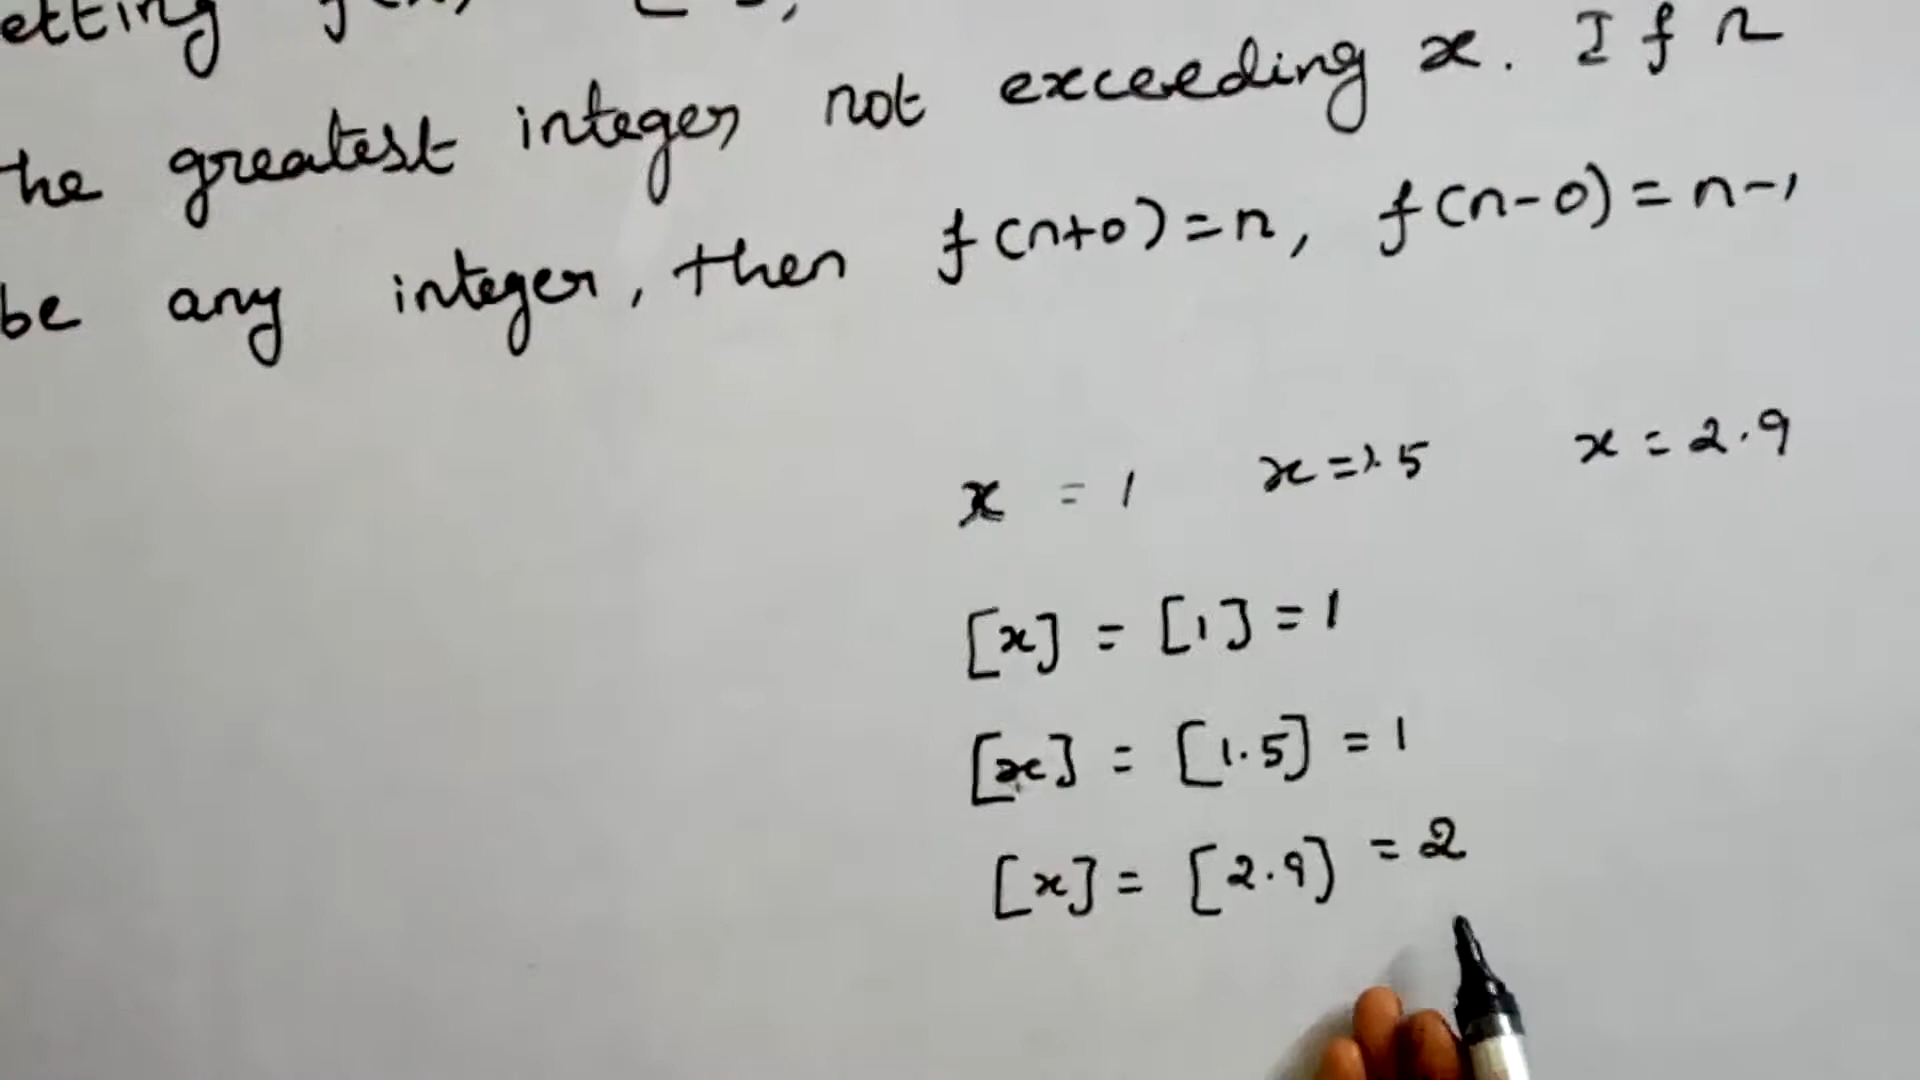 etting
the greatest integer not exceeding x. If n
be any integer, then f(n+0)=n, f(n-0)=n-1
x = 1 x=1.5 x=2.9
[x] = [1] = 1
[x] = [1.5] = 1
[x] = [2.9] = 2